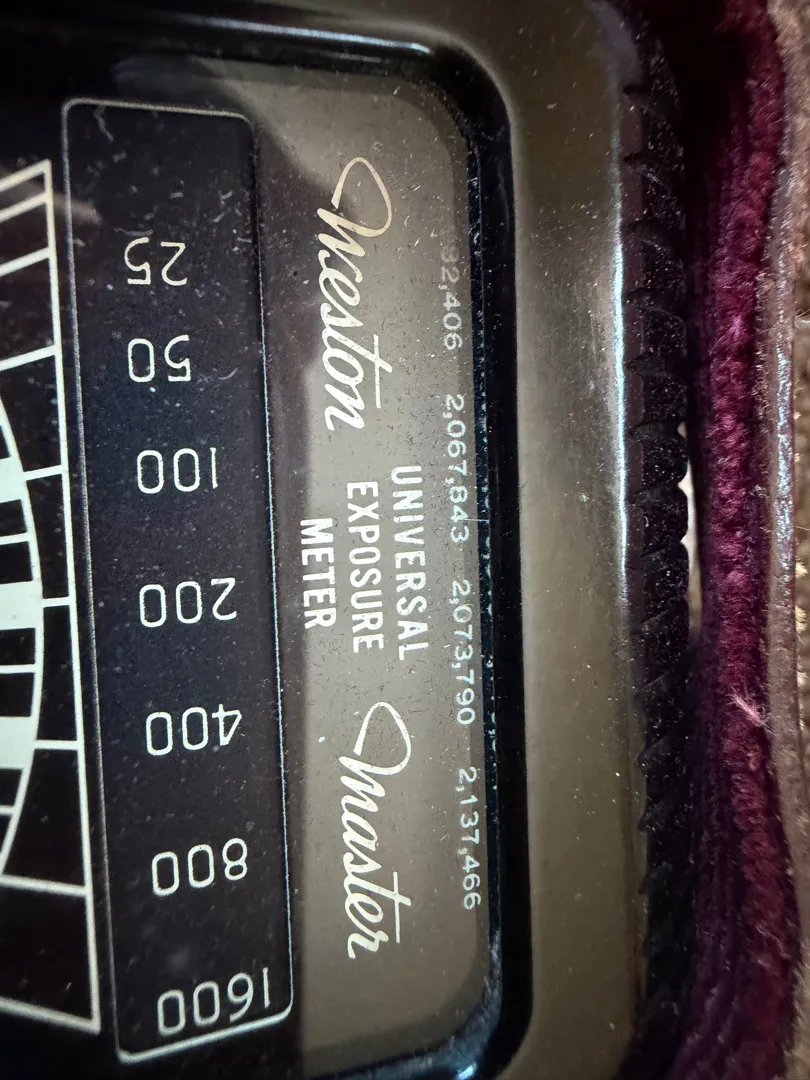 82,406 2,067,843 2,073,790 2,137,466
Weston
UNIVERSAL
EXPOSURE
METER
Master
25 50 100 200 400 800 1600